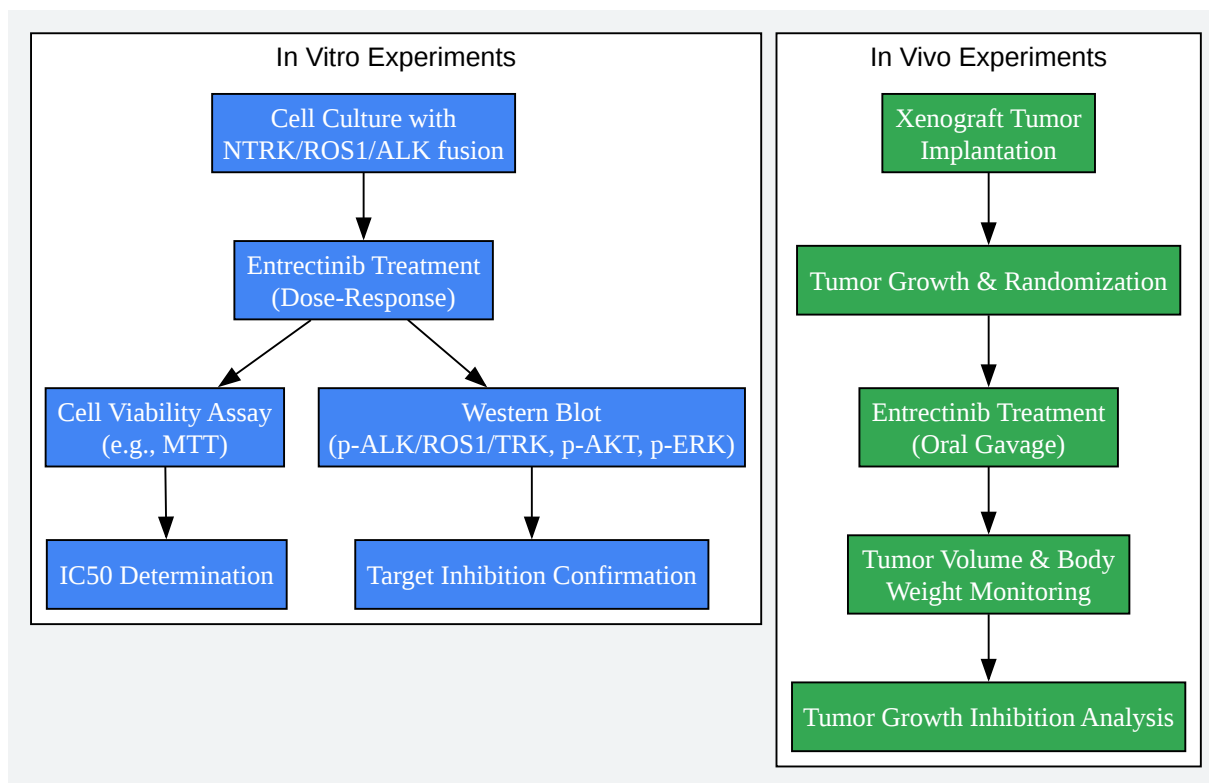 In Vitro Experiments
Cell Culture with
NTRK/ROS1/ALK fusion
Entrectinib Treatment
(Dose-Response)
Cell Viability Assay
(e.g., MTT)
Western Blot
(p-ALK/ROS1/TRK, p-AKT, p-ERK)
IC50 Determination
Target Inhibition Confirmation
In Vivo Experiments
Xenograft Tumor
Implantation
Tumor Growth & Randomization
Entrectinib Treatment
(Oral Gavage)
Tumor Volume & Body
Weight Monitoring
Tumor Growth Inhibition Analysis